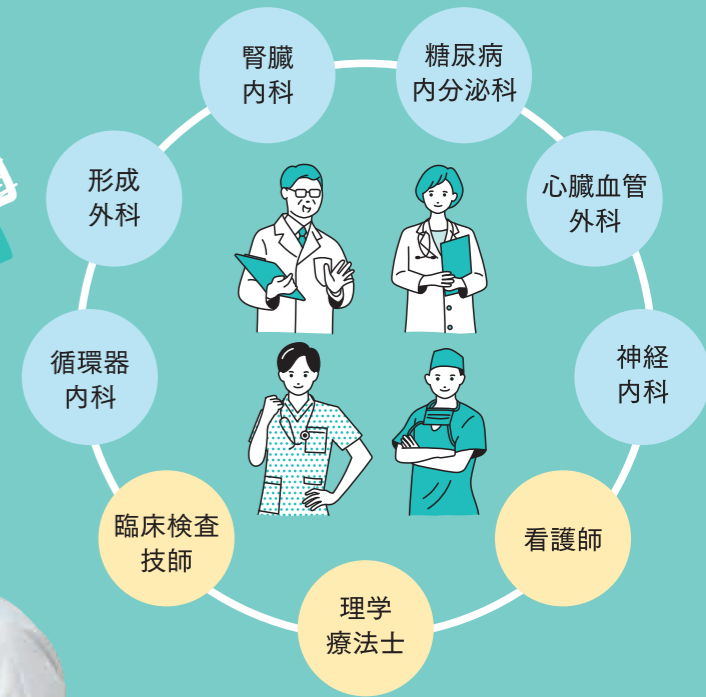 腎臓
内科
糖尿病
内分泌科
形成
外科
心臓血管
外科
循環器
内科
神経
内科
臨床検査
技師
看護師
理学
療法士